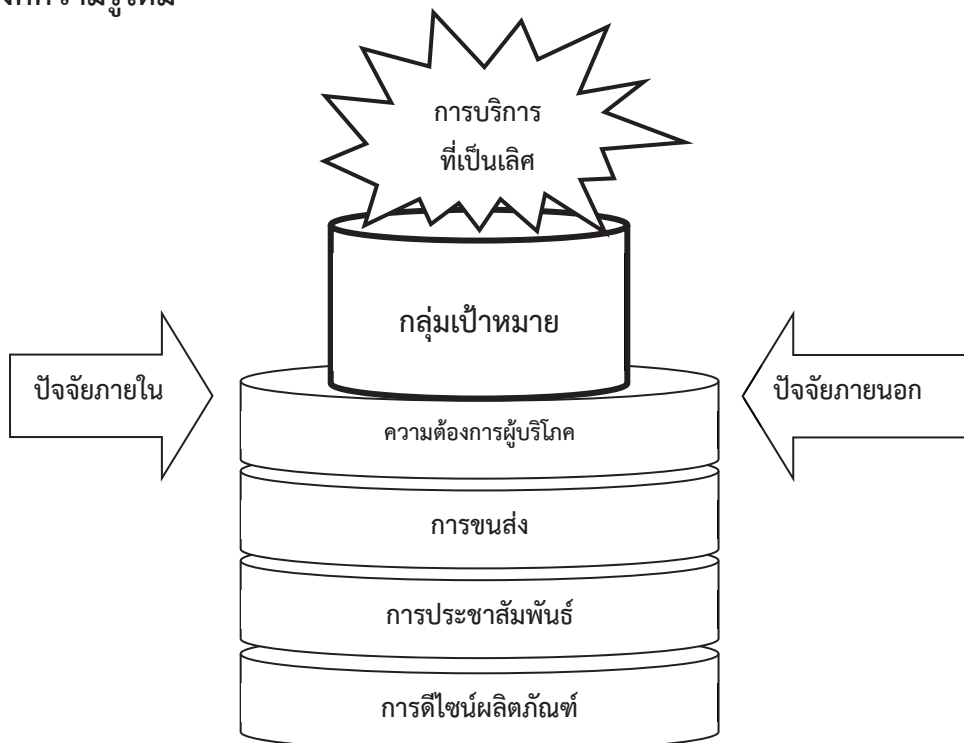 การบริการ
ที่เป็นเลิศ
กลุ่มเป้าหมาย
ปัจจัยภายใน
ปัจจัยภายนอก
ความต้องการผู้บริโภค
การขนส่ง
การประชาสัมพันธ์
การดีไซน์ผลิตภัณฑ์